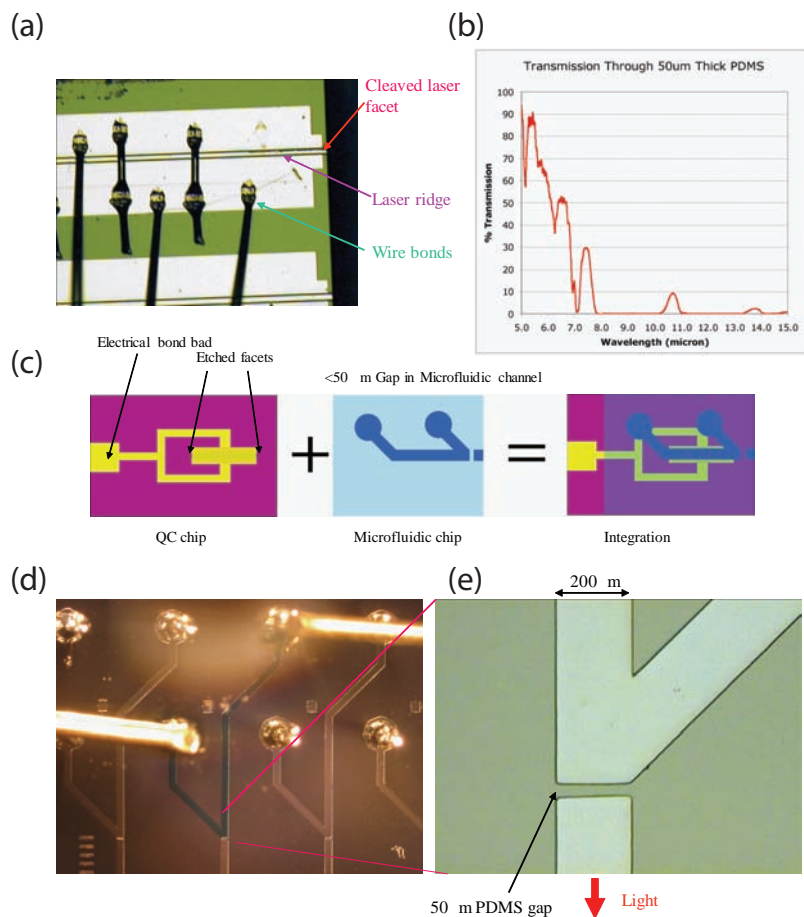 (a)
Cleaved laser
facet
Laser ridge
Wire bonds
(b)
Transmission Through 50um Thick PDMS
% Transmission
100
90
80
70
60
50
40
30
20
10
0
5.0 6.0 7.0 8.0 9.0 10.0 11.0 12.0 13.0 14.0 15.0
Wavelength (micron)
(c)
Electrical bond bad
Etched facets
<50 m Gap in Microfluidic channel
+
=
QC chip
Microfluidic chip
Integration
(d)
(e)
200 m
50 m PDMS gap
Light